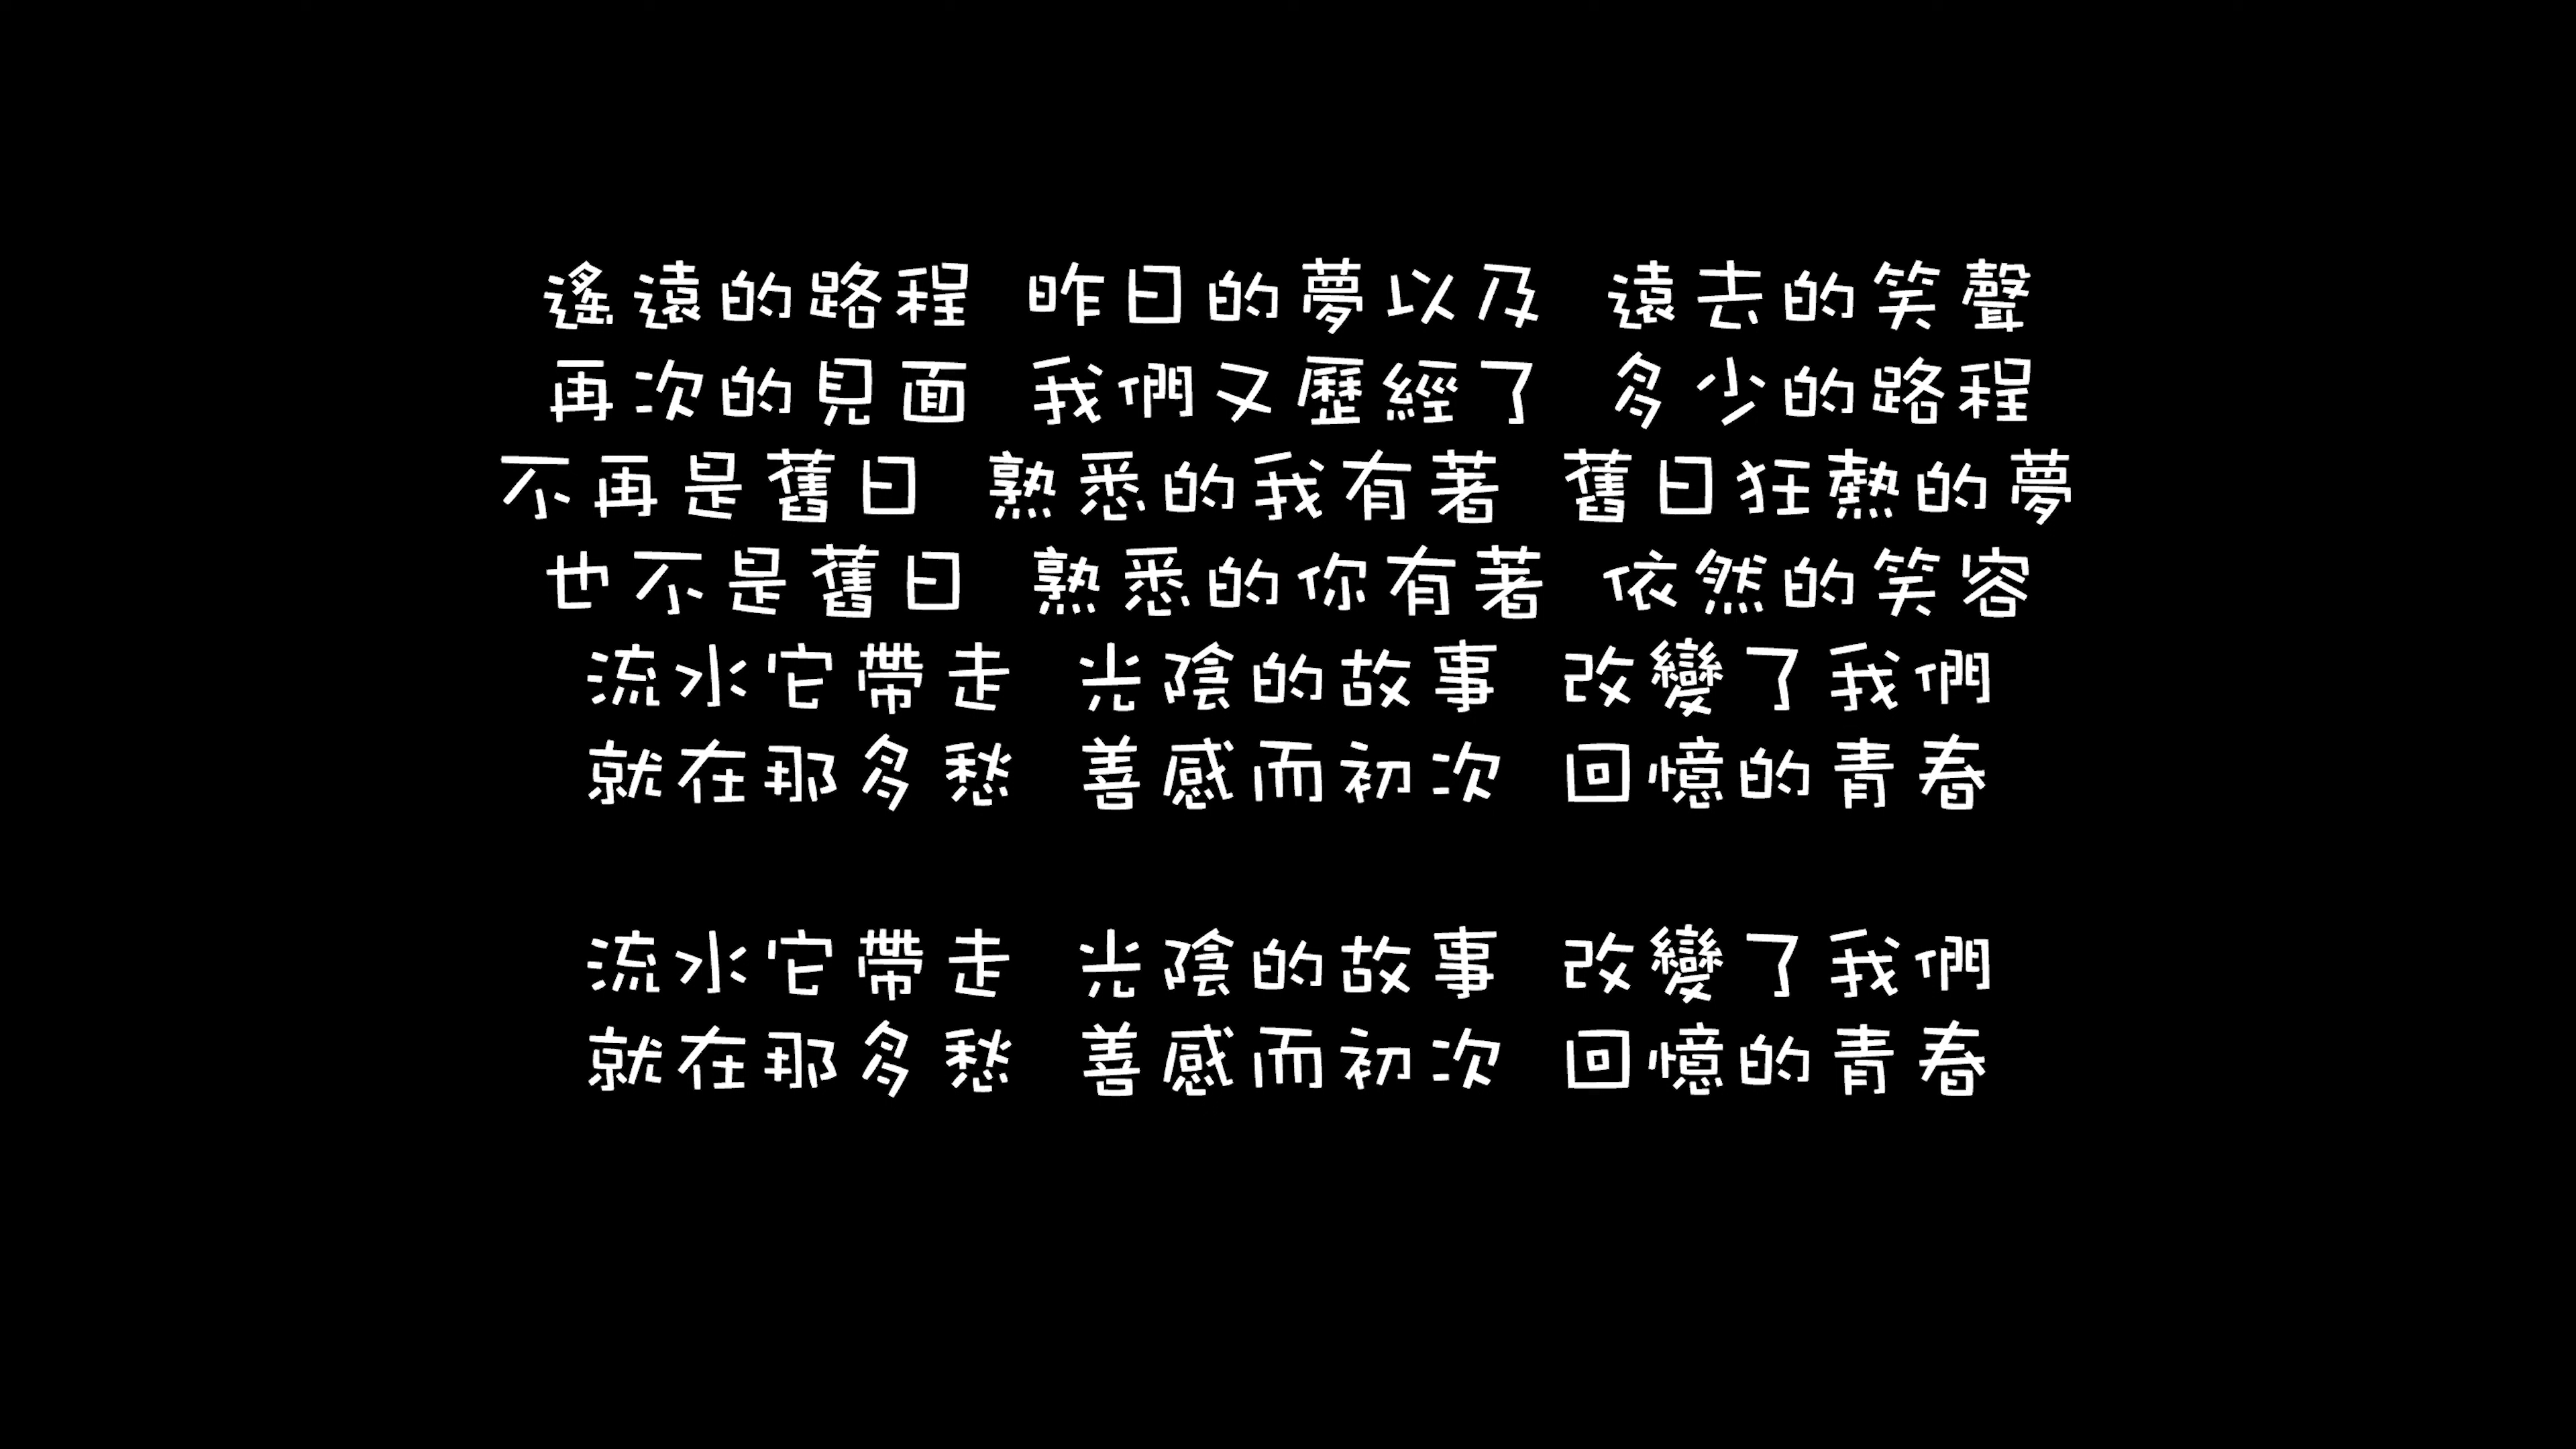 遙遠的路程 昨日的夢以及 遠去的笑聲
再次的見面 我們又歷經了 多少的路程
不再是舊日 熟悉的我有著 舊日狂熱的夢
也不是舊日 熟悉的你有著 依然的笑容
流水它帶走 光陰的故事 改變了我們
就在那多愁 善感而初次 回憶的青春
流水它帶走 光陰的故事 改變了我們
就在那多愁 善感而初次 回憶的青春